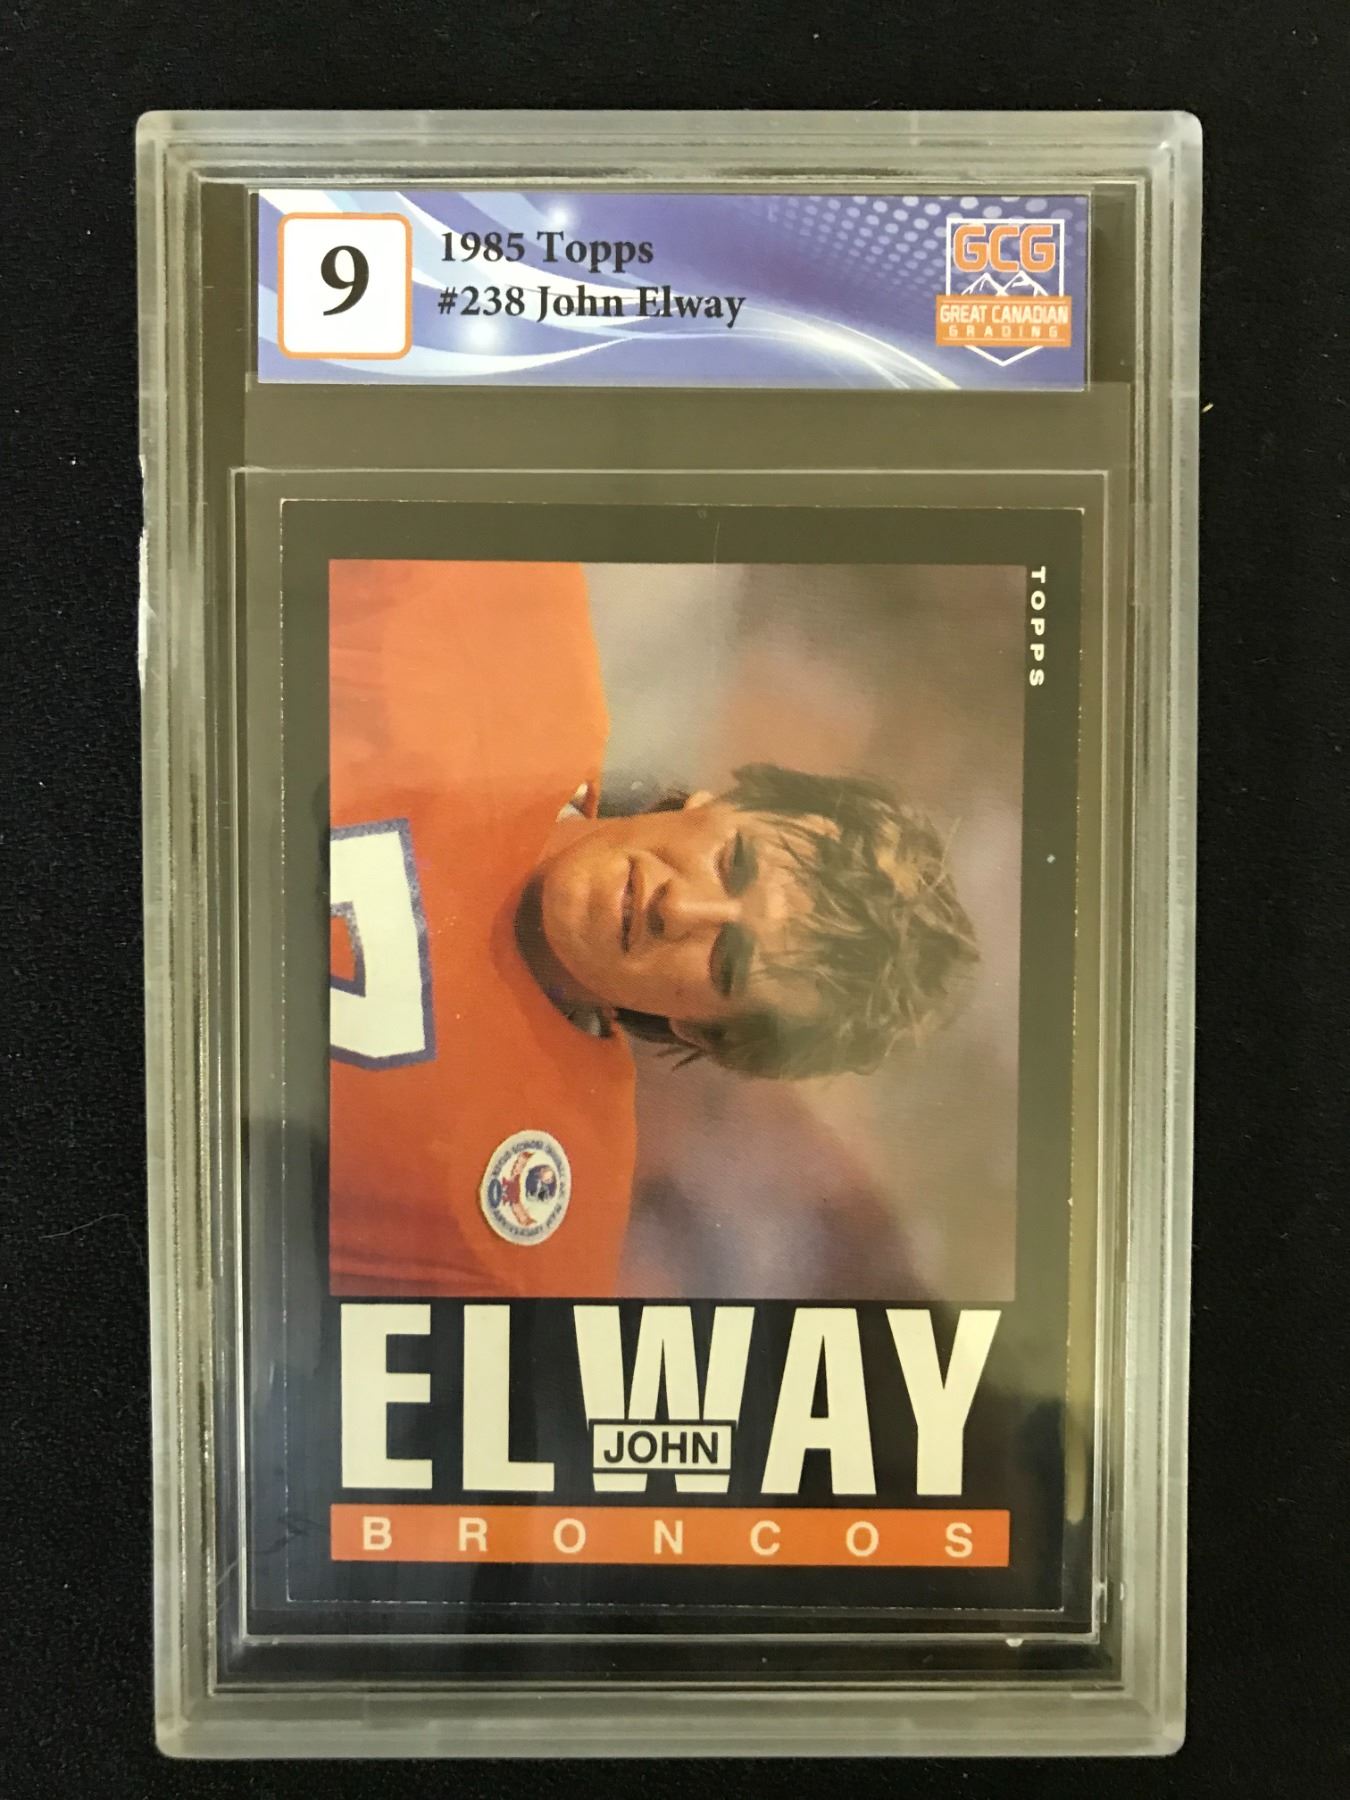 9
1985 Topps
#238 John Elway
GCG
GREAT CANADIAN
GRADING
TOPPS
ELWAY
JOHN
BRONCOS